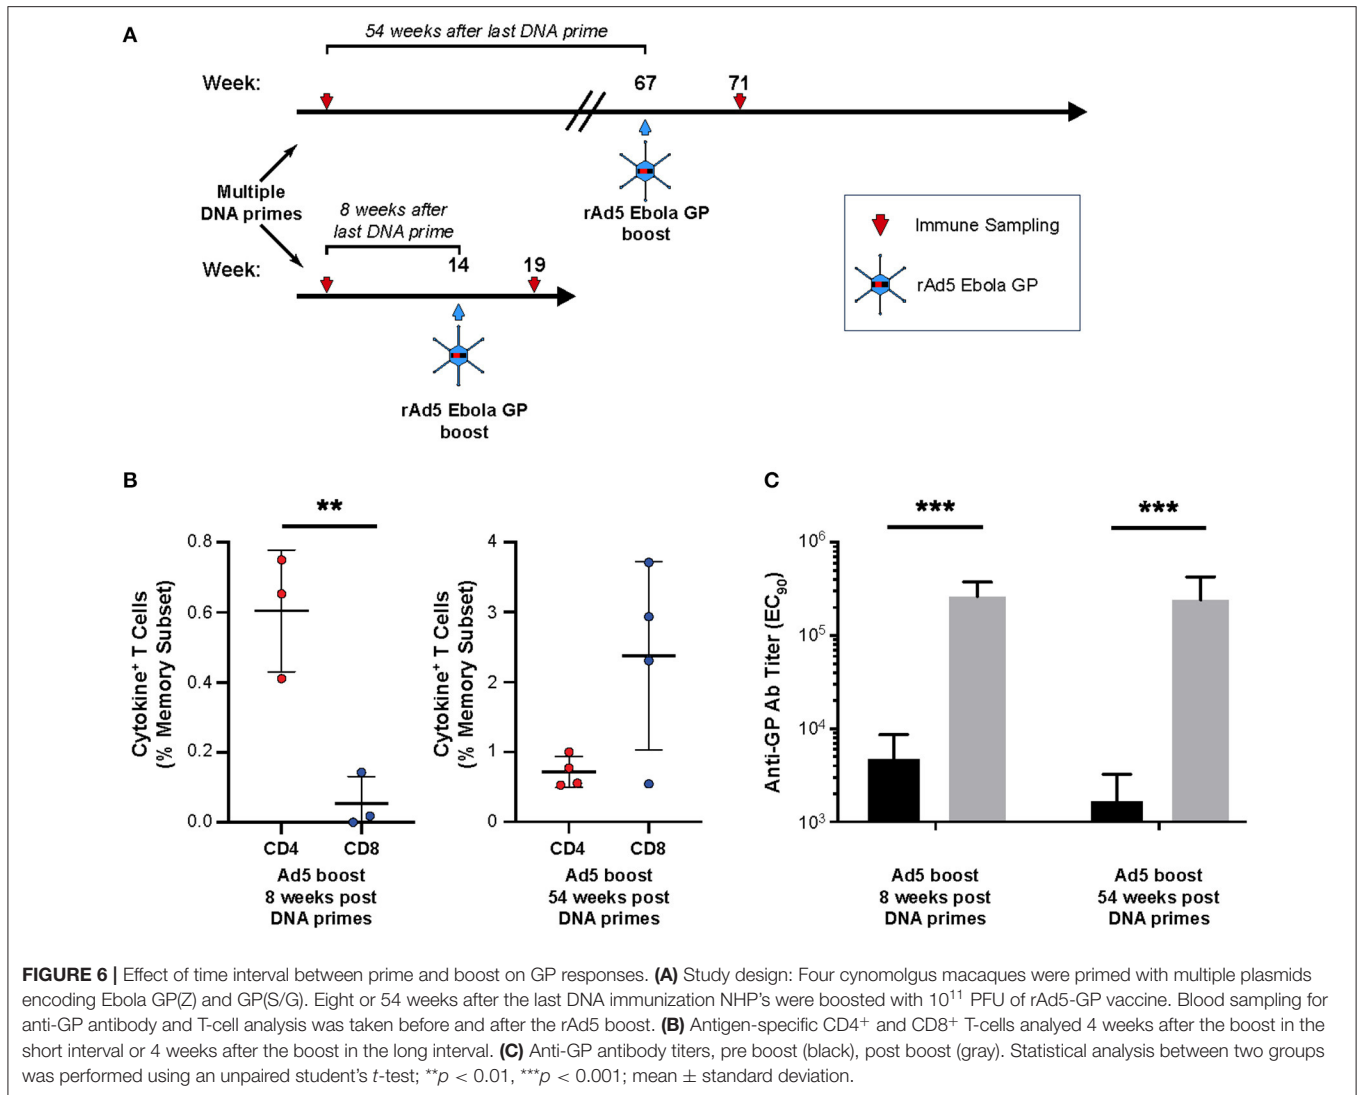 A
54 weeks after last DNA prime
Week:
67
71
Multiple
DNA primes
rAd5 Ebola GP
boost
8 weeks after
last DNA prime
Week:
14
19
rAd5 Ebola GP
boost
Immune Sampling
rAd5 Ebola GP
B
**
Cytokine⁺ T Cells
(% Memory Subset)
0.8
0.6
0.4
0.2
0.0
CD4
CD8
Ad5 boost
8 weeks post
DNA primes
Cytokine⁺ T Cells
(% Memory Subset)
4
3
2
1
0
CD4
CD8
Ad5 boost
54 weeks post
DNA primes
C
***
***
Anti-GP Ab Titer (EC₉₀)
10⁶
10⁵
10⁴
10³
Ad5 boost
8 weeks post
DNA primes
Ad5 boost
54 weeks post
DNA primes
FIGURE 6 | Effect of time interval between prime and boost on GP responses. (A) Study design: Four cynomolgus macaques were primed with multiple plasmids
encoding Ebola GP(Z) and GP(S/G). Eight or 54 weeks after the last DNA immunization NHP's were boosted with 10¹¹ PFU of rAd5-GP vaccine. Blood sampling for
anti-GP antibody and T-cell analysis was taken before and after the rAd5 boost. (B) Antigen-specific CD4⁺ and CD8⁺ T-cells analyed 4 weeks after the boost in the
short interval or 4 weeks after the boost in the long interval. (C) Anti-GP antibody titers, pre boost (black), post boost (gray). Statistical analysis between two groups
was performed using an unpaired student's t-test; **p < 0.01, ***p < 0.001; mean ± standard deviation.